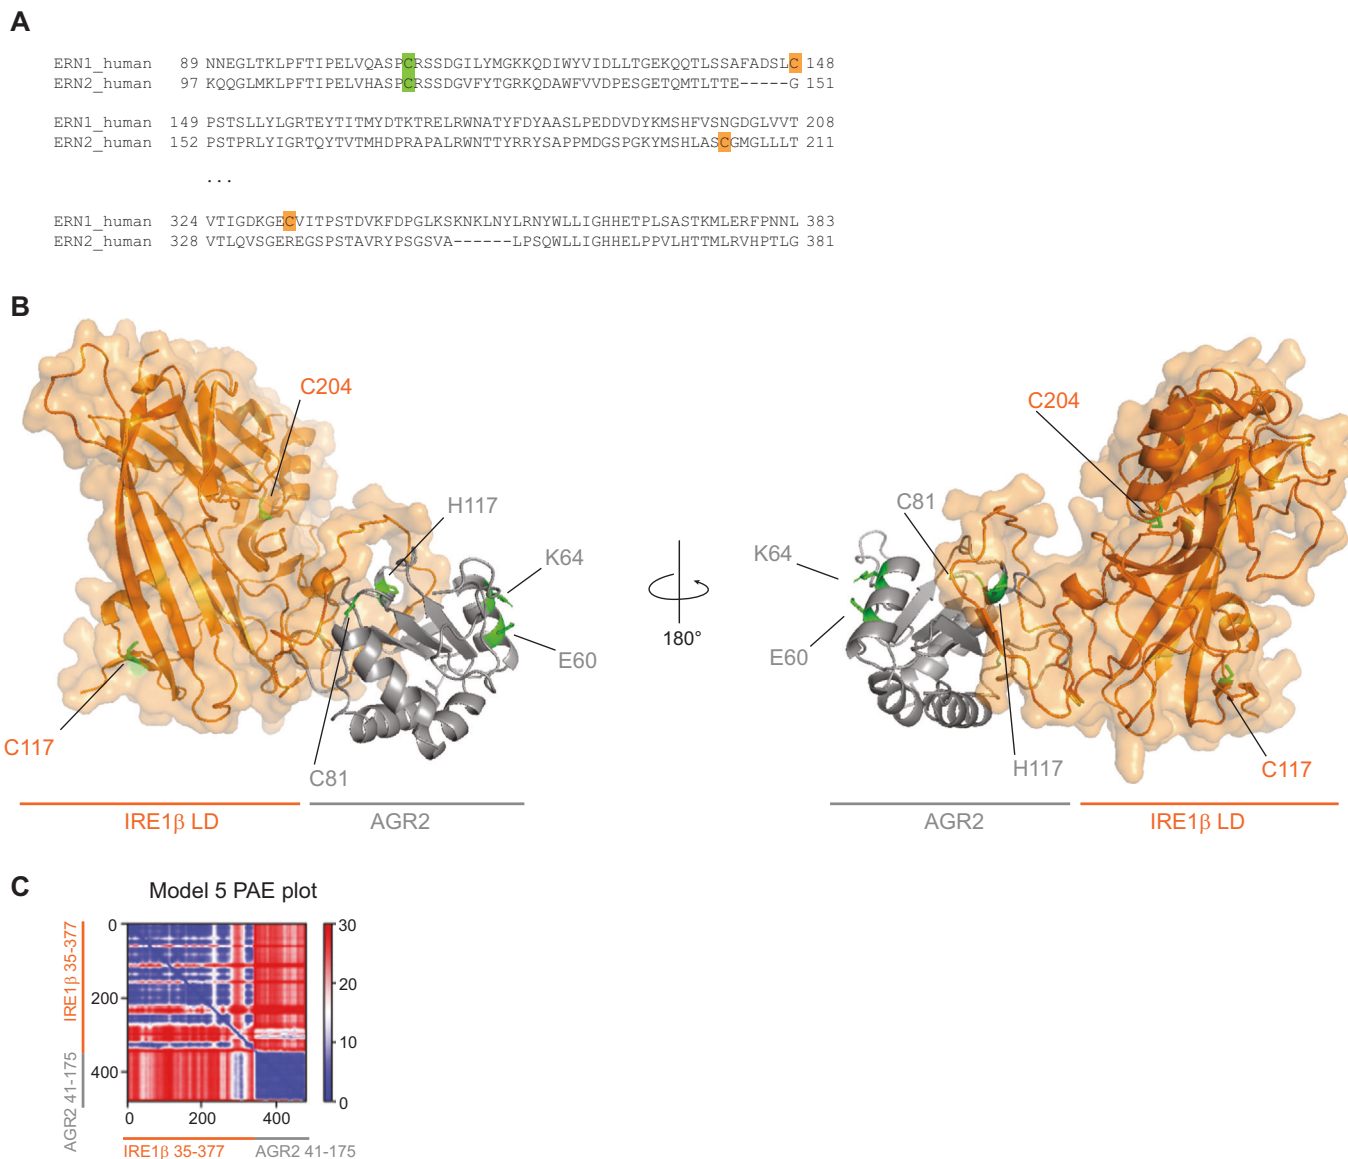 A
ERN1_human 89 NNEGLTKLPFTIPELVQASPCRSSDGILYMGKKQDIWYVIDLLTGEKQQTLSSAFADSLC 148
ERN2_human 97 KQQGLMKLPFTIPELVHASPCRSSDGVFYTGRKQDAWFVVDPESGETQMTLTTE-----G 151
ERN1_human 149 PSTSLLYLGRTEYTITMYDTKTRELRWNATYFDYAASLPEDDVDYKMSHFVSNGDGLVVT 208
ERN2_human 152 PSTPRLYIGRTQYTVTMHDPRAPALRWNTTYRRYSAPPMDGSPGKYMSHLASCGMGLLLT 211
...
ERN1_human 324 VTIGDKGECVITPSTDVKFDPGLKSKNKLNYLRNYWLLIGHHETPLSASTKMLERFPNNL 383
ERN2_human 328 VTLQVSGEREGSPSTAVRYPSGSVA------LPSQWLLIGHHELPPVLHTTMLRVHPTLG 381
B
C204
H117
K64
E60
C117
C81
IRE1β LD
AGR2
180°
C204
C81
K64
E60
H117
C117
AGR2
IRE1β LD
C
Model 5 PAE plot
IRE1β 35-377
AGR2 41-175
0
200
400
0
200
400
30
20
10
0
IRE1β 35-377
AGR2 41-175